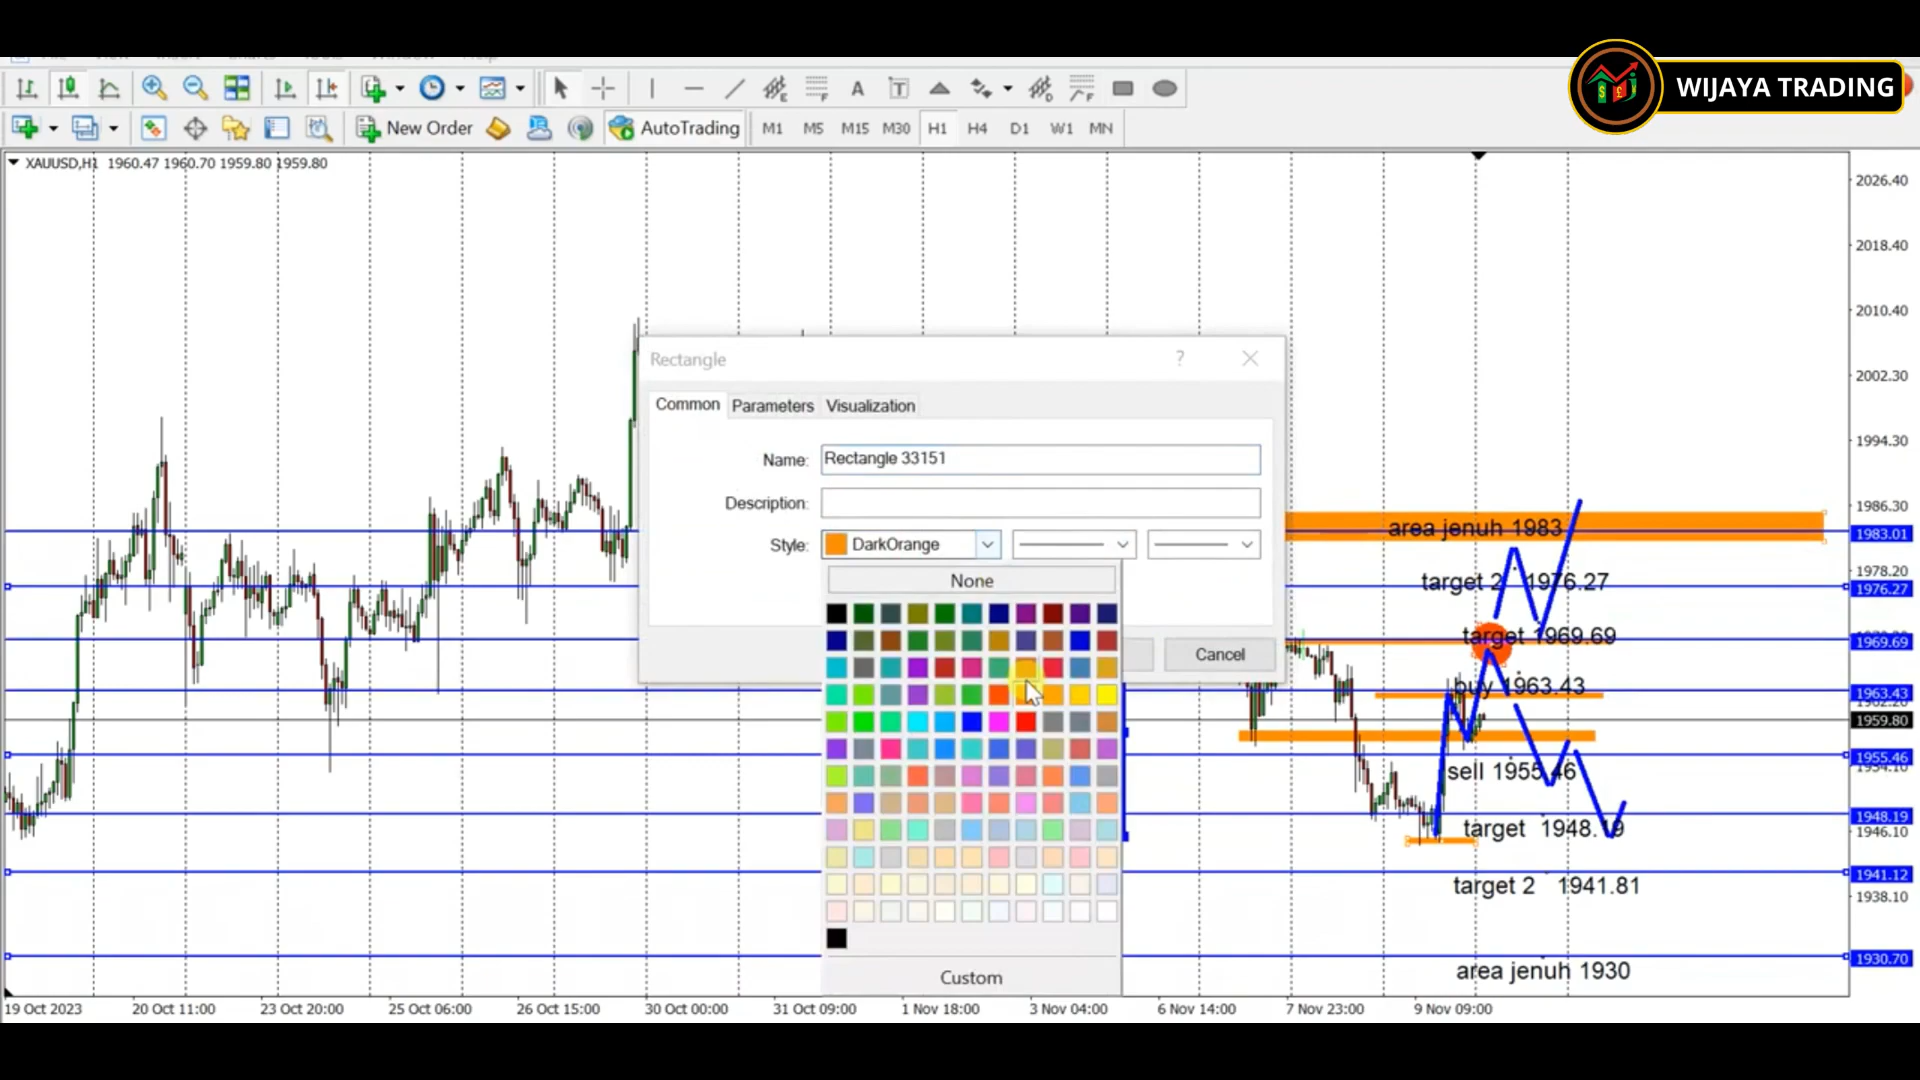 WIJAYA TRADING
New Order
AutoTrading
M1 M5 M15 M30 H1 H4 D1 W1 MN
XAUUSD,H1 1960.47 1960.70 1959.80 1959.80
2026.40
2018.40
2010.40
2002.30
1994.30
1986.30
1983.01
1978.20
1976.27
1969.69
1963.43
1962.20
1959.80
1955.46
1954.10
1948.19
1946.10
1941.12
1938.10
1930.70
Rectangle
?
Common Parameters Visualization
Name: Rectangle 33151
Description:
Style: DarkOrange
None
Custom
Cancel
area jenuh 1983
target 2 1976.27
target 1969.69
buy 1963.43
sell 1955.46
target 1948.19
target 2 1941.81
area jenuh 1930
19 Oct 2023 20 Oct 11:00 23 Oct 20:00 25 Oct 06:00 26 Oct 15:00 30 Oct 00:00 31 Oct 09:00 1 Nov 18:00 3 Nov 04:00 6 Nov 14:00 7 Nov 23:00 9 Nov 09:00